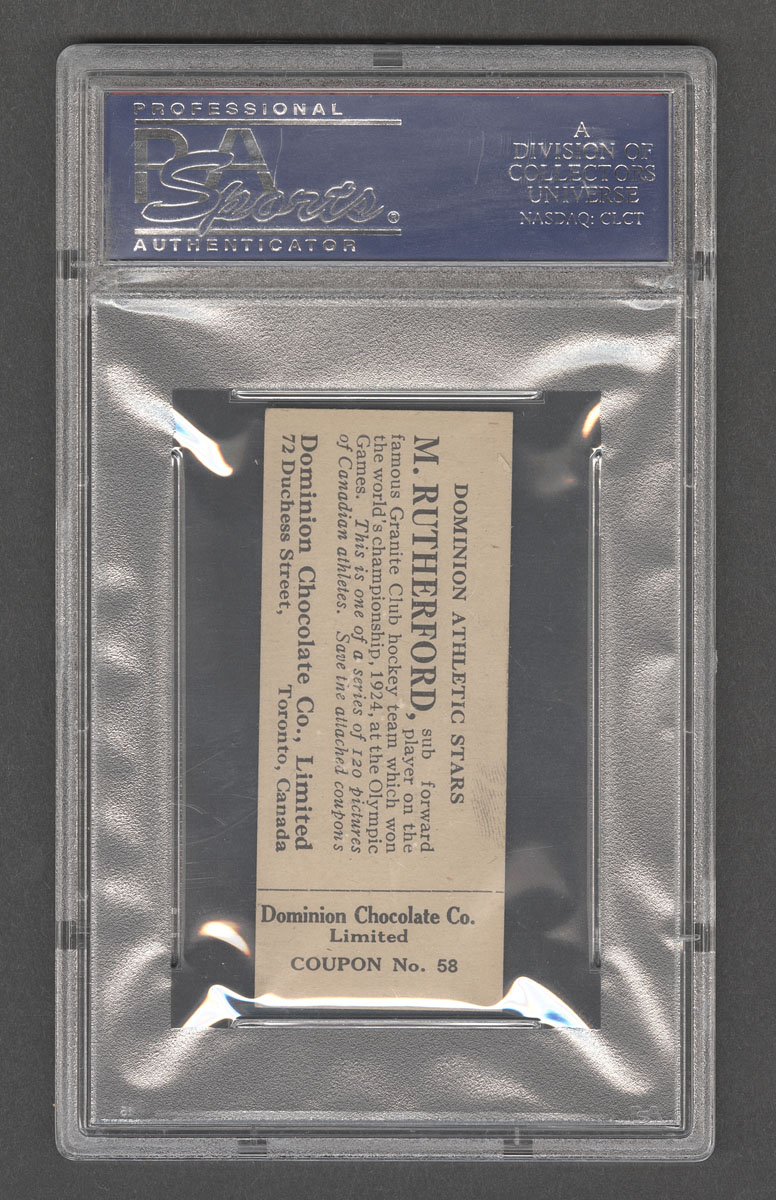 PROFESSIONAL
PSA
Sports®
AUTHENTICATOR
A
DIVISION OF
COLLECTORS
UNIVERSE
NASDAQ: CLCT
DOMINION ATHLETIC STARS
M. RUTHERFORD, sub forward
player on the
famous Granite Club hockey team which won
the world's championship, 1924, at the Olympic
Games. This is one of a series of 120 pictures
of Canadian athletes. Save the attached coupons
Dominion Chocolate Co., Limited
72 Duchess Street, Toronto, Canada
Dominion Chocolate Co.
Limited
COUPON No. 58